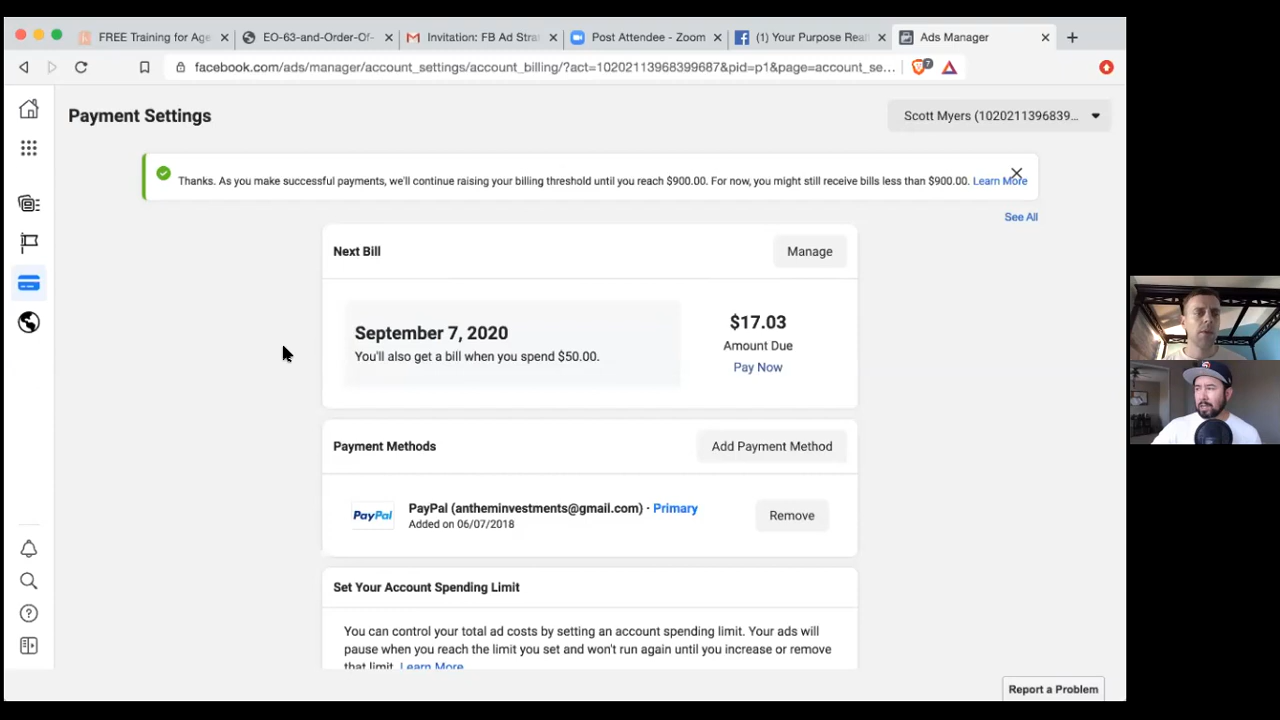 FREE Training for Age
EO-63-and-Order-Of-
Invitation: FB Ad Stra
Post Attendee - Zoom
(1) Your Purpose Real
Ads Manager
facebook.com/ads/manager/account_settings/account_billing/?act=10202113968399687&pid=p1&page=account_se...
7
Payment Settings
Scott Myers (1020211396839...
Thanks. As you make successful payments, we'll continue raising your billing threshold until you reach $900.00. For now, you might still receive bills less than $900.00. Learn More
See All
Next Bill
Manage
September 7, 2020
You'll also get a bill when you spend $50.00.
$17.03
Amount Due
Pay Now
Payment Methods
Add Payment Method
PayPal
PayPal (antheminvestments@gmail.com) · Primary
Added on 06/07/2018
Remove
Set Your Account Spending Limit
You can control your total ad costs by setting an account spending limit. Your ads will
pause when you reach the limit you set and won't run again until you increase or remove
that limit. Learn More
Report a Problem